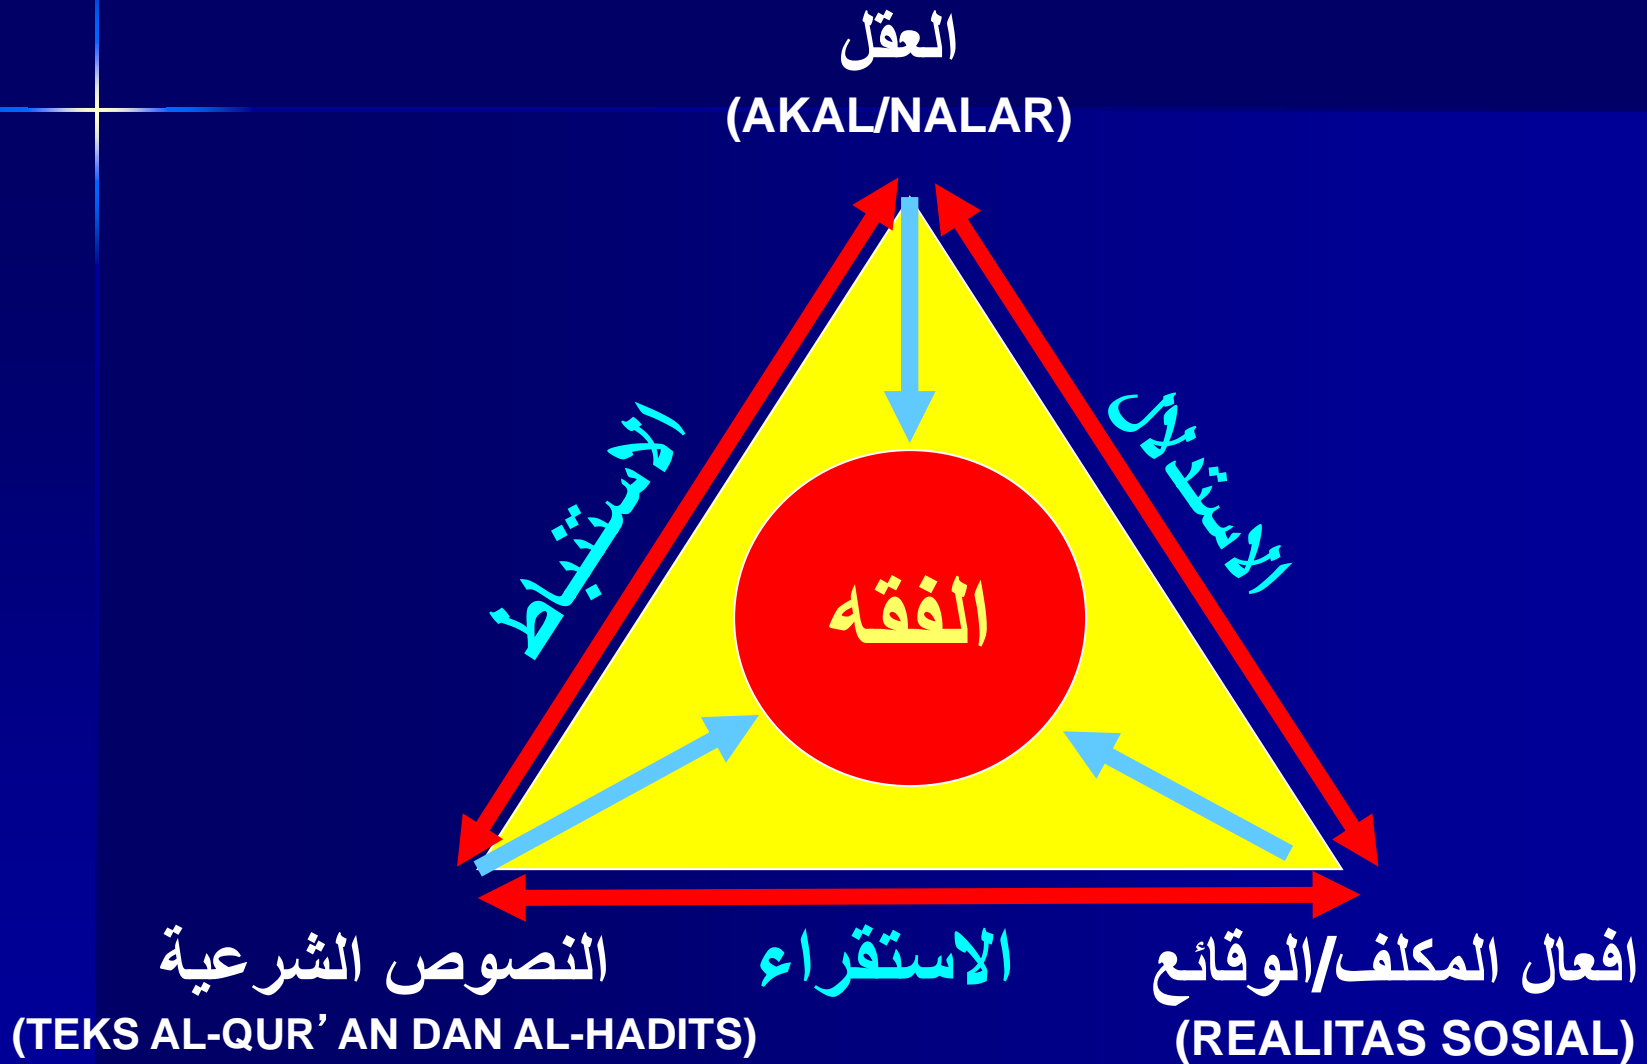 العقل
(AKAL/NALAR)
الاستنباط
الاستدلال
الفقه
النصوص الشرعية
(TEKS AL-QUR’ AN DAN AL-HADITS)
الاستقراء
افعال المكلف/الوقائع
(REALITAS SOSIAL)